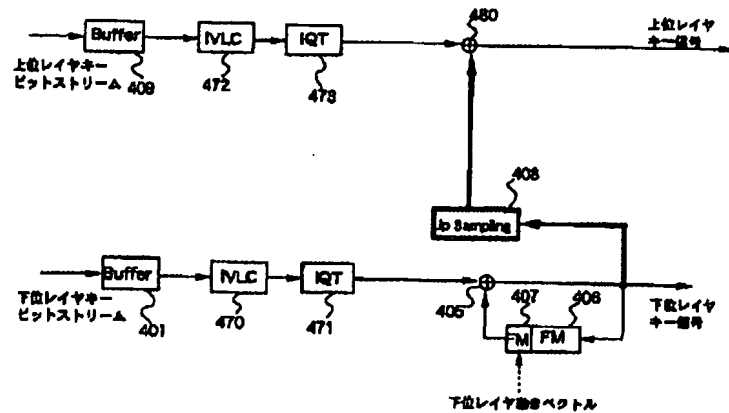 Buffer
IVLC
IQT
480
上位レイヤ
キー信号
上位レイヤキー
ビットストリーム
409
472
473
408
Up Sampling
Buffer
IVLC
IQT
405
407
406
下位レイヤ
キー信号
下位レイヤキー
ビットストリーム
401
470
471
FM
FM
下位レイヤ動きベクトル